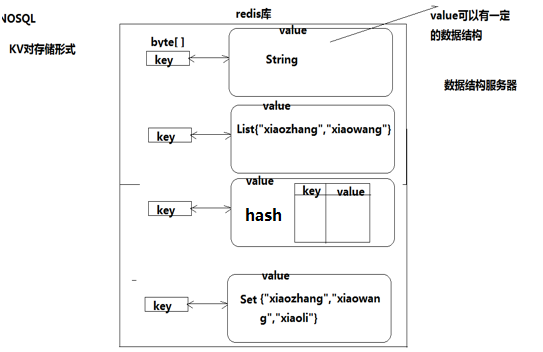 NOSQL
KV对存储形式
redis库
value可以有一定
的数据结构
数据结构服务器
byte[ ]
key
value
String
key
value
List{"xiaozhang","xiaowang"}
key
value
hash
key
value
key
value
Set {"xiaozhang","xiaowan
g","xiaoli"}